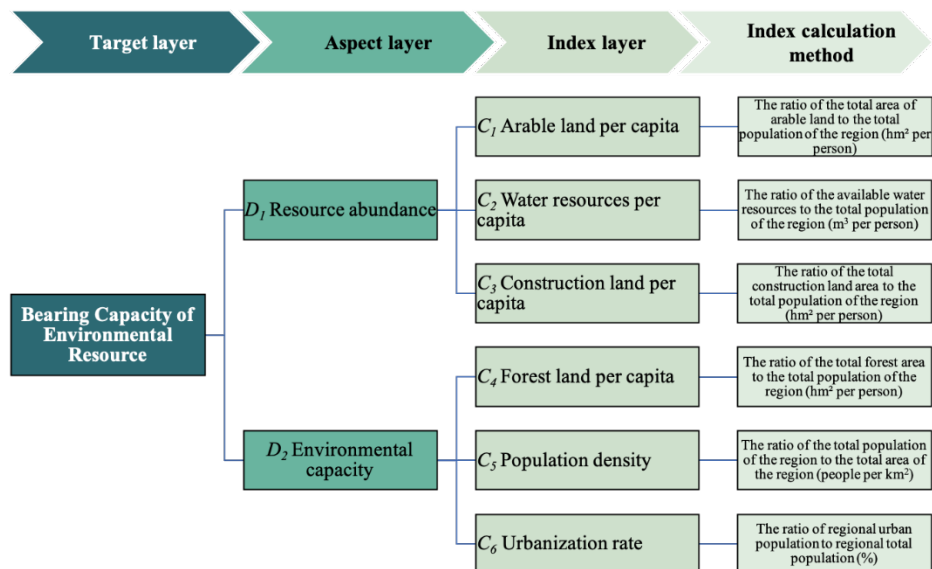 Target layer
Aspect layer
Index layer
Index calculation
method
Bearing Capacity of
Environmental
Resource
D₁ Resource abundance
D₂ Environmental
capacity
C₁ Arable land per capita
The ratio of the total area of
arable land to the total
population of the region (hm² per
person)
C₂ Water resources per
capita
The ratio of the available water
resources to the total population
of the region (m³ per person)
C₃ Construction land per
capita
The ratio of the total
construction land area to the
total population of the region
(hm² per person)
C₄ Forest land per capita
The ratio of the total forest area
to the total population of the
region (hm² per person)
C₅ Population density
The ratio of the total population
of the region to the total area of
the region (people per km²)
C₆ Urbanization rate
The ratio of regional urban
population to regional total
population (%)